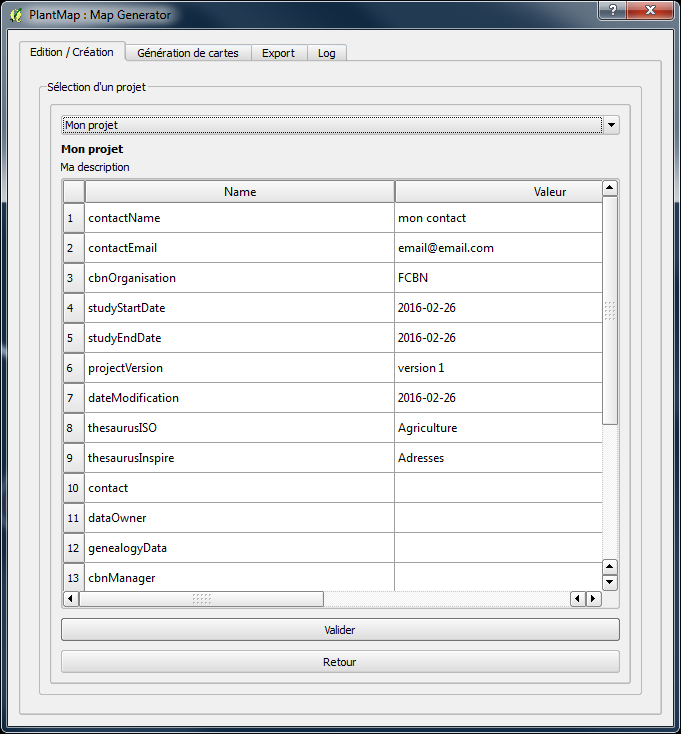 PlantMap : Map Generator
Edition / Création Génération de cartes Export Log
Sélection d'un projet
Mon projet
Mon projet
Ma description
Name Valeur
1 contactName mon contact
2 contactEmail email@email.com
3 cbnOrganisation FCBN
4 studyStartDate 2016-02-26
5 studyEndDate 2016-02-26
6 projectVersion version 1
7 dateModification 2016-02-26
8 thesaurusISO Agriculture
9 thesaurusInspire Adresses
10 contact
11 dataOwner
12 genealogyData
13 cbnManager
Valider
Retour